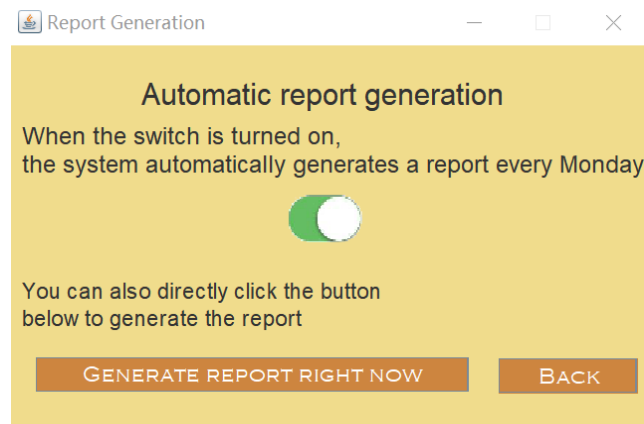 Report Generation
Automatic report generation
When the switch is turned on,
the system automatically generates a report every Monday
You can also directly click the button
below to generate the report
GENERATE REPORT RIGHT NOW
BACK